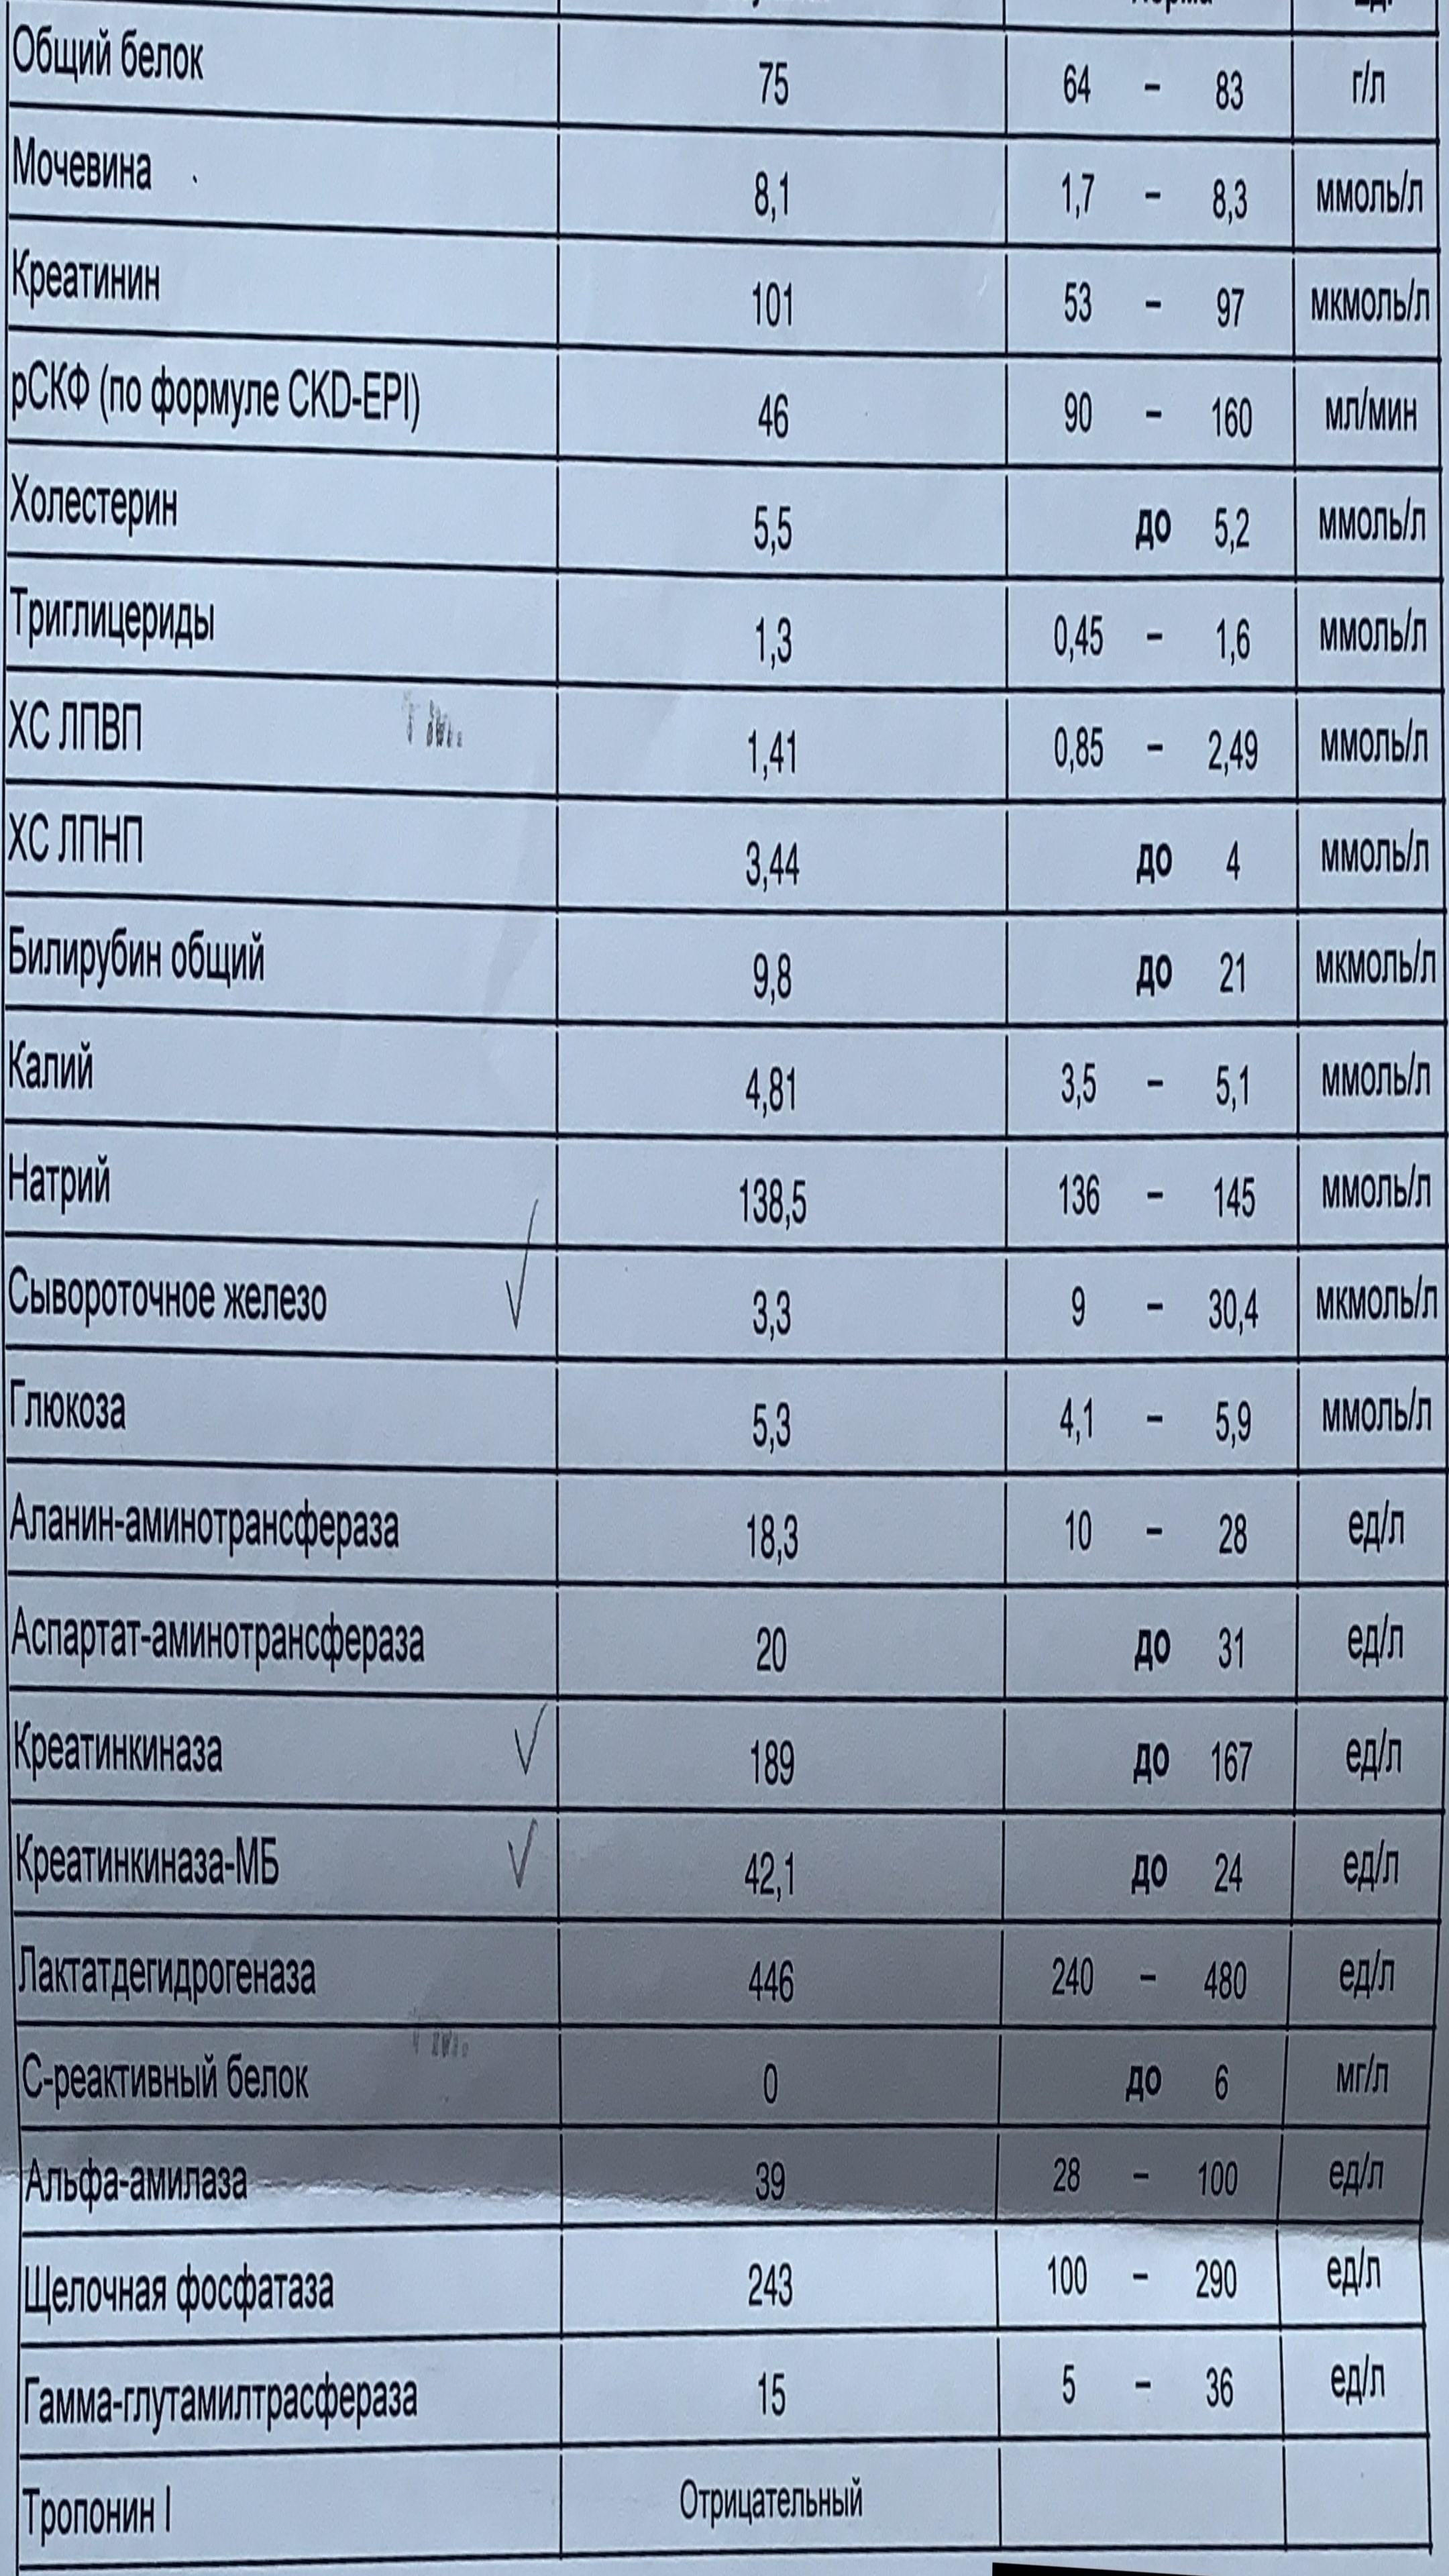 Общий белок 75 64 – 83 г/л
Мочевина 8,1 1,7 – 8,3 ммоль/л
Креатинин 101 53 – 97 мкмоль/л
рСКФ (по формуле CKD-EPI) 46 90 – 160 мл/мин
Холестерин 5,5 до 5,2 ммоль/л
Триглицериды 1,3 0,45 – 1,6 ммоль/л
ХС ЛПВП 1,41 0,85 – 2,49 ммоль/л
ХС ЛПНП 3,44 до 4 ммоль/л
Билирубин общий 9,8 до 21 мкмоль/л
Калий 4,81 3,5 – 5,1 ммоль/л
Натрий 138,5 136 – 145 ммоль/л
Сывороточное железо 3,3 9 – 30,4 мкмоль/л
Глюкоза 5,3 4,1 – 5,9 ммоль/л
Аланин-аминотрансфераза 18,3 10 – 28 ед/л
Аспартат-аминотрансфераза 20 до 31 ед/л
Креатинкиназа 189 до 167 ед/л
Креатинкиназа-МБ 42,1 до 24 ед/л
Лактатдегидрогеназа 446 240 – 480 ед/л
С-реактивный белок 0 до 6 мг/л
Альфа-амилаза 39 28 – 100 ед/л
Щелочная фосфатаза 243 100 – 290 ед/л
Гамма-глутамилтрасфераза 15 5 – 36 ед/л
Тропонин I Отрицательный